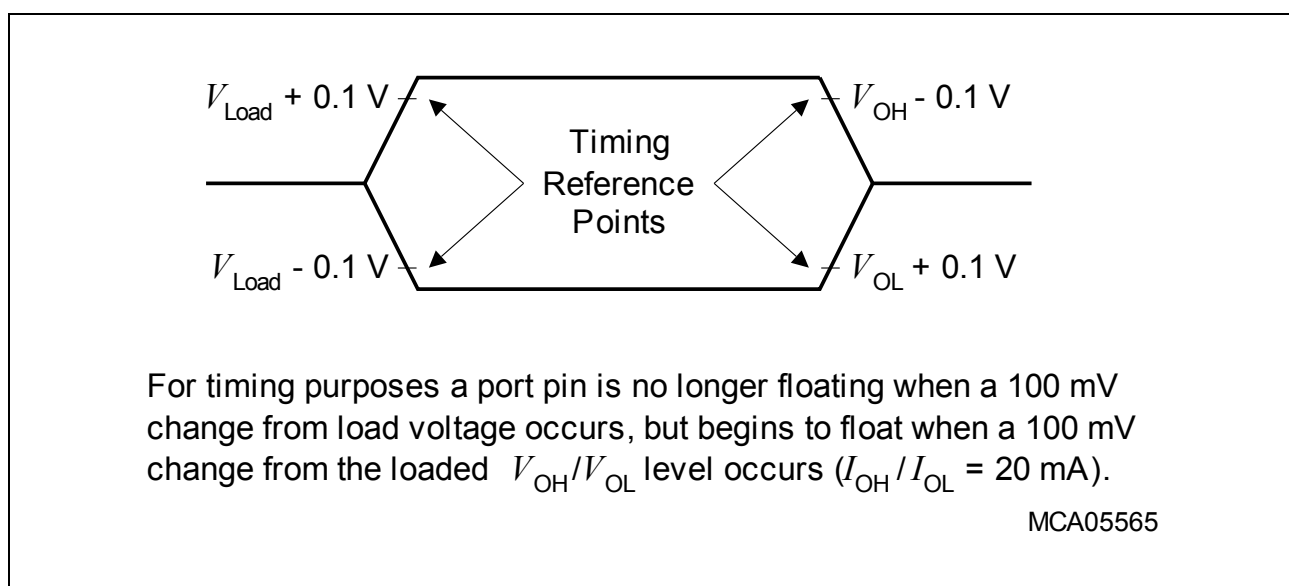 VLoad + 0.1 V
VOH - 0.1 V
Timing
Reference
Points
VLoad - 0.1 V
VOL + 0.1 V
For timing purposes a port pin is no longer floating when a 100 mV
change from load voltage occurs, but begins to float when a 100 mV
change from the loaded VOH/VOL level occurs (IOH/IOL = 20 mA).
MCA05565